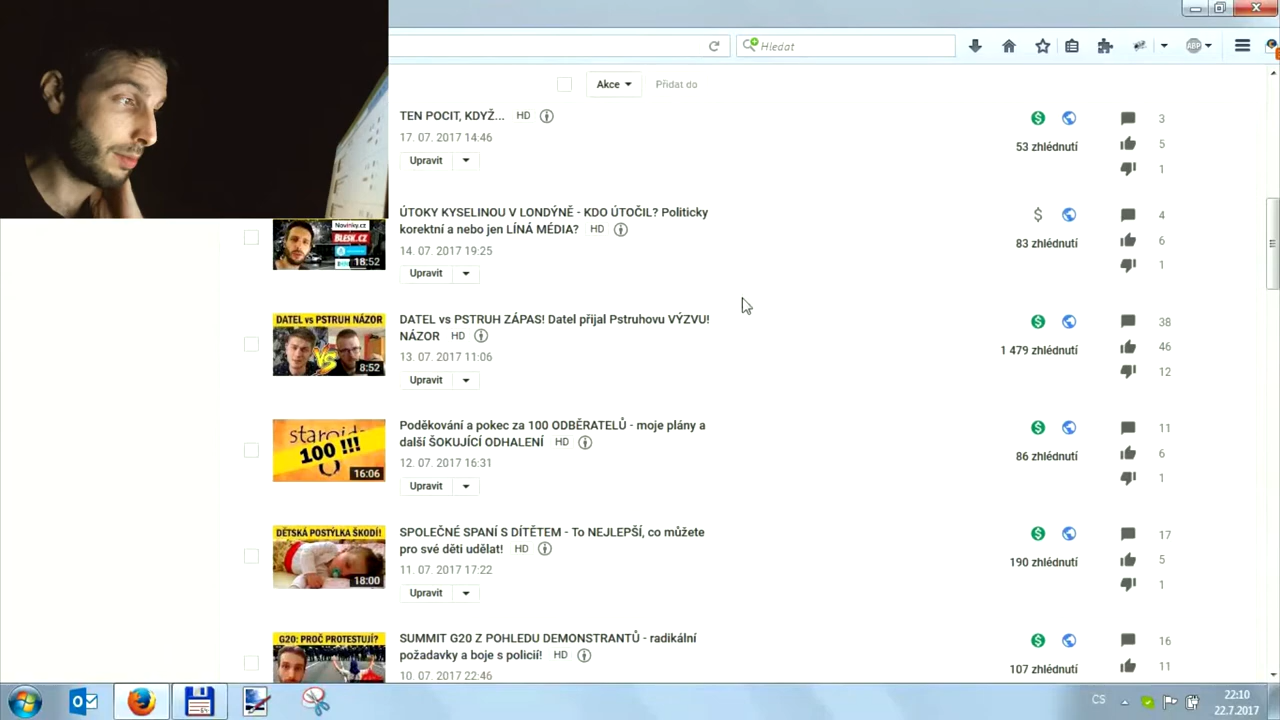 Hledat
Akce
Přidat do
TEN POCIT, KDYŽ... HD
17. 07. 2017 14:46
Upravit
53 zhlédnutí
3
5
1
ÚTOKY KYSELINOU V LONDÝNĚ - KDO ÚTOČIL? Politicky
korektní a nebo jen LÍNÁ MÉDIA? HD
14. 07. 2017 19:25
Upravit
Novinky.cz
BLESK.CZ
18:52
83 zhlédnutí
4
6
1
DATEL VS PSTRUH NÁZOR
VS
8:52
DATEL vs PSTRUH ZÁPAS! Datel přijal Pstruhovu VÝZVU!
NÁZOR HD
13. 07. 2017 11:06
Upravit
1 479 zhlédnutí
38
46
12
100 !!!
16:06
Poděkování a pokec za 100 ODBĚRATELŮ - moje plány a
další ŠOKUJÍCÍ ODHALENÍ HD
12. 07. 2017 16:31
Upravit
86 zhlédnutí
11
6
1
DĚTSKÁ POSTÝLKA ŠKODÍ!
18:00
SPOLEČNÉ SPANÍ S DÍTĚTEM - To NEJLEPŠÍ, co můžete
pro své děti udělat! HD
11. 07. 2017 17:22
Upravit
190 zhlédnutí
17
5
1
G20: PROČ PROTESTUJÍ?
SUMMIT G20 Z POHLEDU DEMONSTRANTŮ - radikální
požadavky a boje s policií! HD
10. 07. 2017 22:46
107 zhlédnutí
16
11
ABP
CS
22:10
22.7.2017